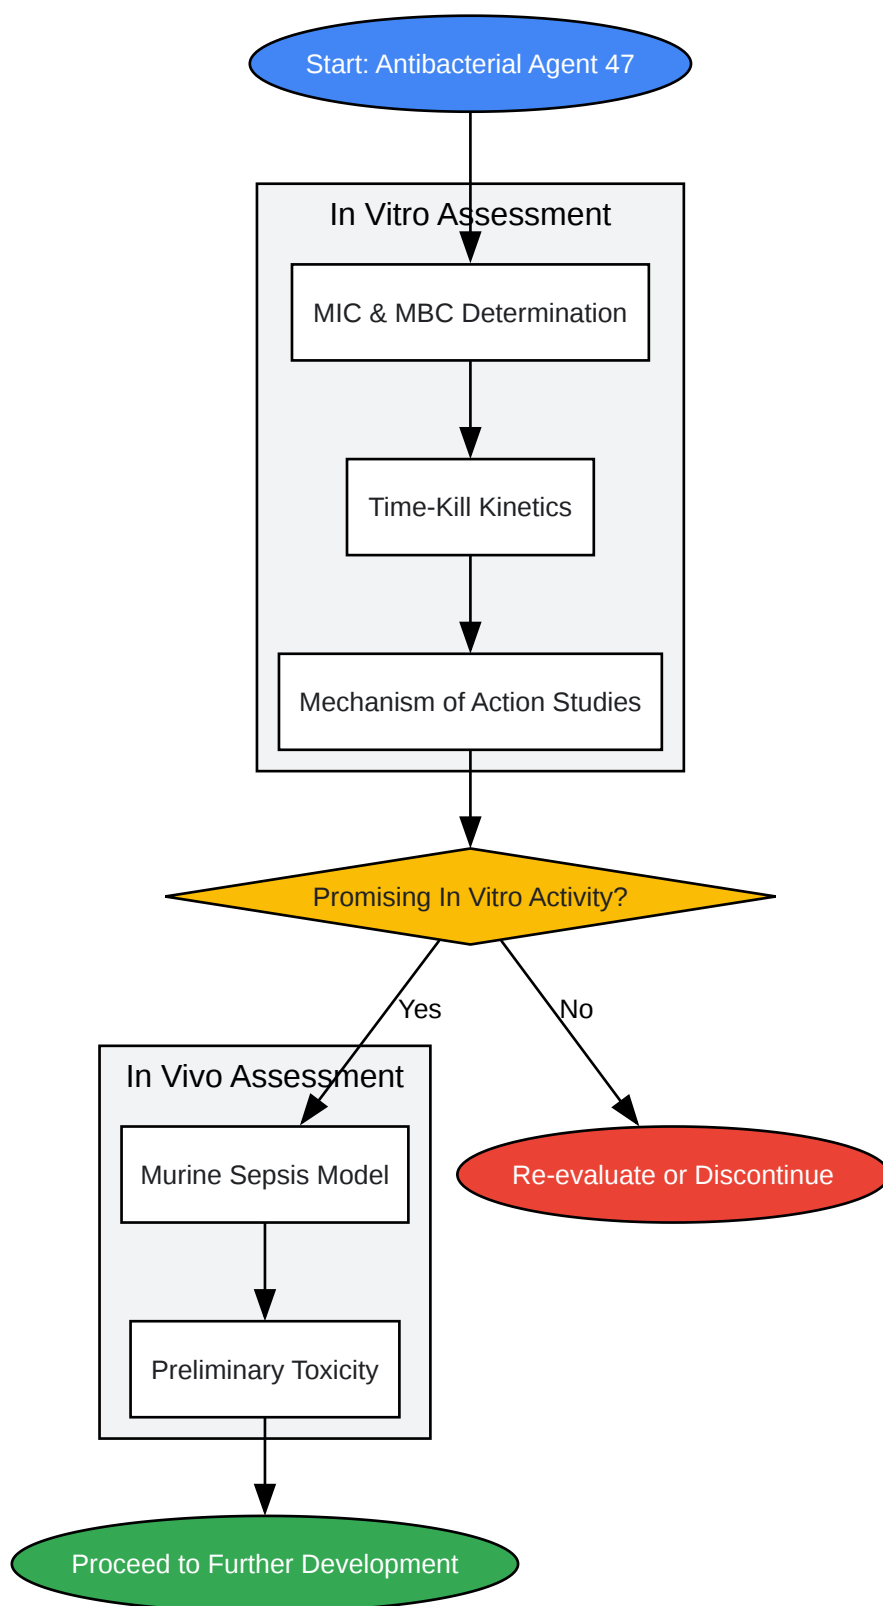 Start: Antibacterial Agent 47
In Vitro Assessment
MIC & MBC Determination
Time-Kill Kinetics
Mechanism of Action Studies
Promising In Vitro Activity?
Yes
No
In Vivo Assessment
Murine Sepsis Model
Re-evaluate or Discontinue
Preliminary Toxicity
Proceed to Further Development